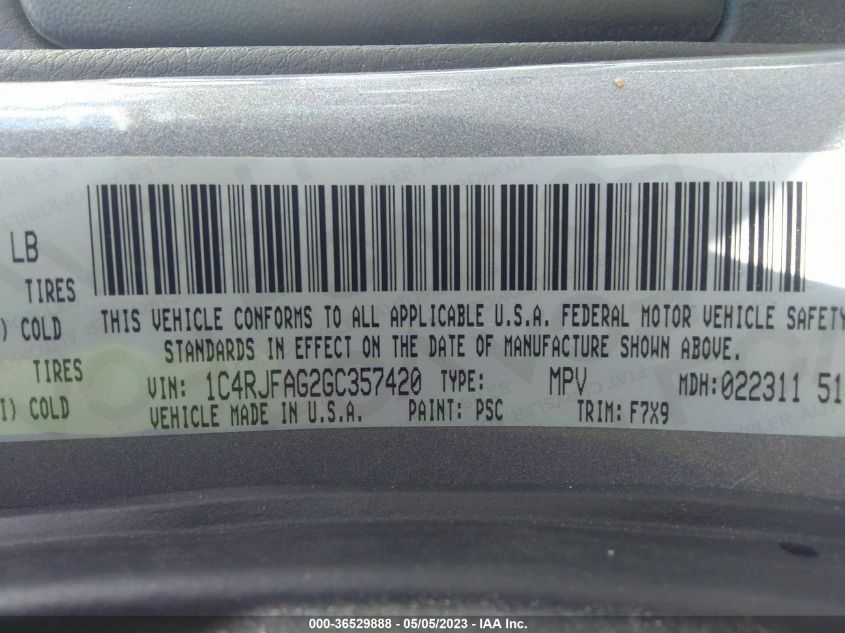 LB
TIRES
) COLD
TIRES
I) COLD
THIS VEHICLE CONFORMS TO ALL APPLICABLE U.S.A. FEDERAL MOTOR VEHICLE SAFETY
STANDARDS IN EFFECT ON THE DATE OF MANUFACTURE SHOWN ABOVE.
VIN: 1C4RJFAG2GC357420 TYPE: MPV MDH:022311 51
VEHICLE MADE IN U.S.A. PAINT: PSC TRIM: F7X9
000-36529888 - 05/05/2023 - IAA Inc.